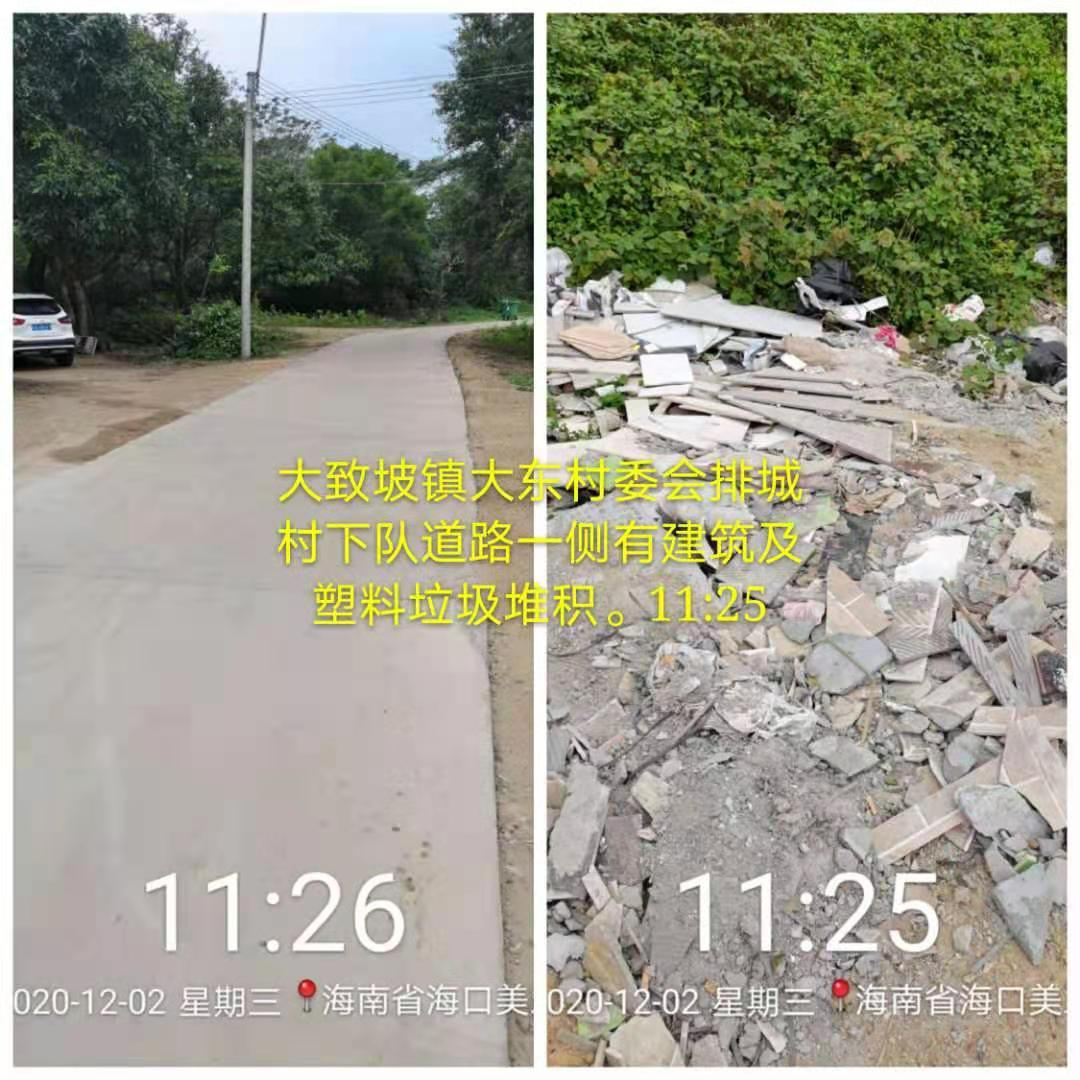 大致坡镇大东村委会排城
村下队道路一侧有建筑及
塑料垃圾堆积。11:25
11:26
020-12-02 星期三 海南省海口美
11:25
020-12-02 星期三 海南省海口美